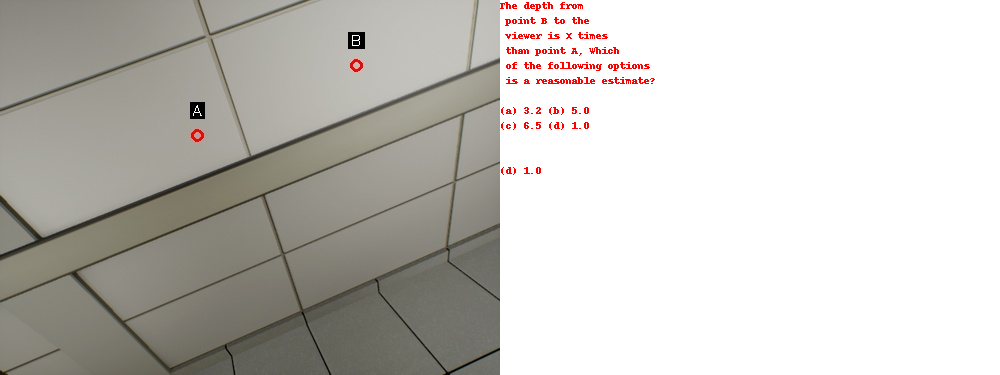 A
B
The depth from
point B to the
viewer is X times
than point A, Which
of the following options
is a reasonable estimate?
(a) 3.2 (b) 5.0
(c) 6.5 (d) 1.0
(d) 1.0